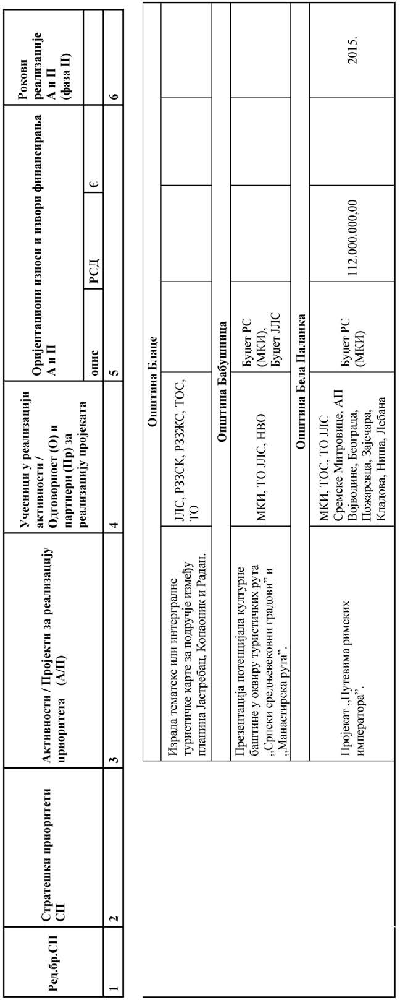 Ред.бр.СП
Стратешки приоритети
СП
Активности / Пројекти за реализацију
приоритета (А/П)
Учесници у реализацији
активности /
Одговорност (О) и
партнери (Пр) за
реализацију пројеката
Оријентациони износи и извори финансирања
А и П
опис
РСД
€
Рокови
реализације
А и П
(фаза II)
1
2
3
4
5
6
Општина Блаце
Израда тематске или интергралне
туристичке карте за подручје између
планина Јастребац, Копаоник и Радан.
ЈЛС, РЗЗСК, РЗЗЖС, ТОС,
ТО
Општина Бабушница
Презентација потенцијала културне
баштине у оквиру туристичких рута
„Српски средњевековни градови” и
„Манастирска рута”.
МКИ, ТО ЈЛС, НВО
Буџет РС
(МКИ),
Буџет ЈЛС
Општина Бела Паланка
Пројекат „Путевима римских
императора”.
МКИ, ТОС, ТО ЈЛС
Сремске Митровице, АП
Војводине, Београда,
Пожаревца, Зајечара,
Кладова, Ниша, Лебана
Буџет РС
(МКИ)
112.000.000,00
2015.